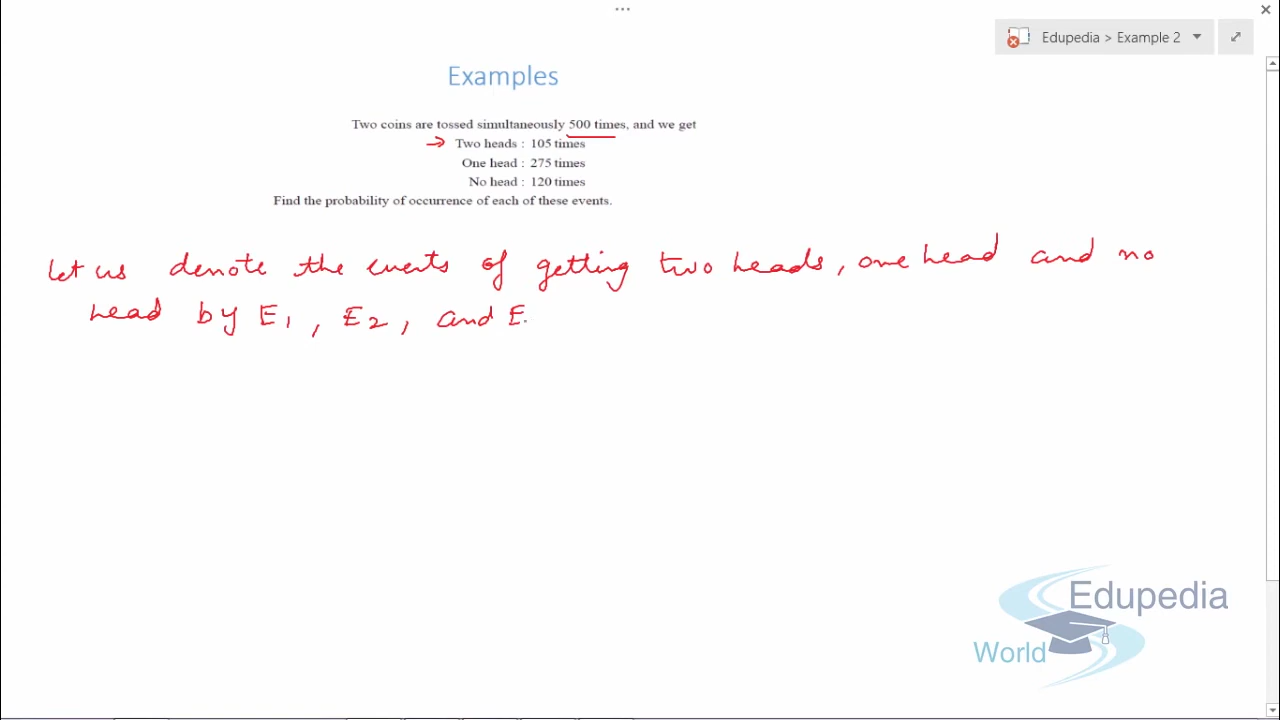 ...
Edupedia > Example 2
Examples
Two coins are tossed simultaneously 500 times, and we get
→ Two heads : 105 times
One head : 275 times
No head : 120 times
Find the probability of occurrence of each of these events.
let us denote the events of getting two heads, one head and no
head by E1, E2, and E
Edupedia
World